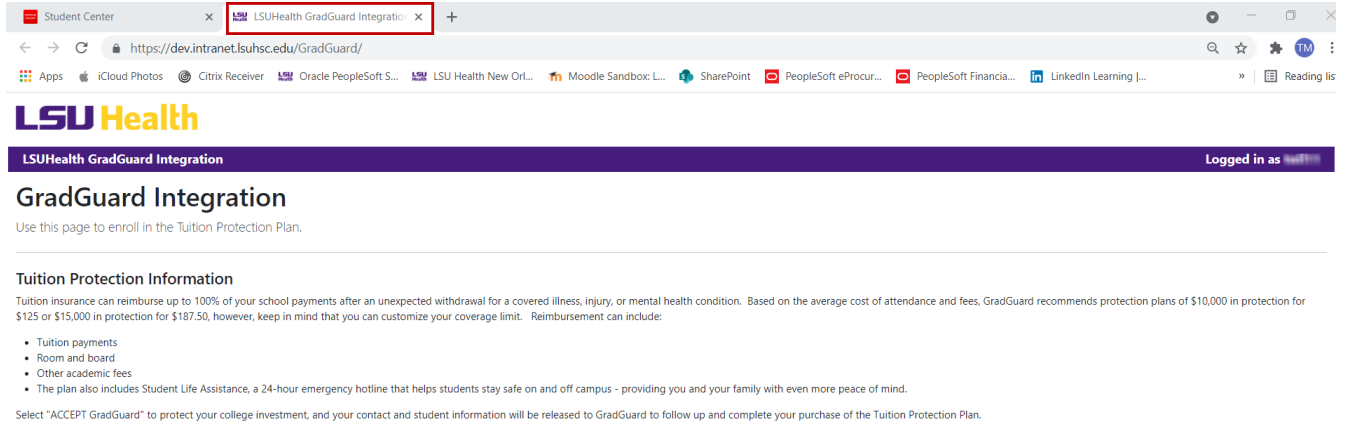 Student Center
LSUHealth GradGuard Integration
https://dev.intranet.lsuhsc.edu/GradGuard/
TM
Apps iCloud Photos Citrix Receiver Oracle PeopleSoft S... LSU Health New Orl... Moodle Sandbox: L... SharePoint PeopleSoft eProcur... PeopleSoft Financia... LinkedIn Learning |... » Reading lis
LSU Health
LSUHealth GradGuard Integration Logged in as
GradGuard Integration
Use this page to enroll in the Tuition Protection Plan.
Tuition Protection Information
Tuition insurance can reimburse up to 100% of your school payments after an unexpected withdrawal for a covered illness, injury, or mental health condition. Based on the average cost of attendance and fees, GradGuard recommends protection plans of $10,000 in protection for
$125 or $15,000 in protection for $187.50, however, keep in mind that you can customize your coverage limit. Reimbursement can include:
• Tuition payments
• Room and board
• Other academic fees
• The plan also includes Student Life Assistance, a 24-hour emergency hotline that helps students stay safe on and off campus - providing you and your family with even more peace of mind.
Select "ACCEPT GradGuard" to protect your college investment, and your contact and student information will be released to GradGuard to follow up and complete your purchase of the Tuition Protection Plan.